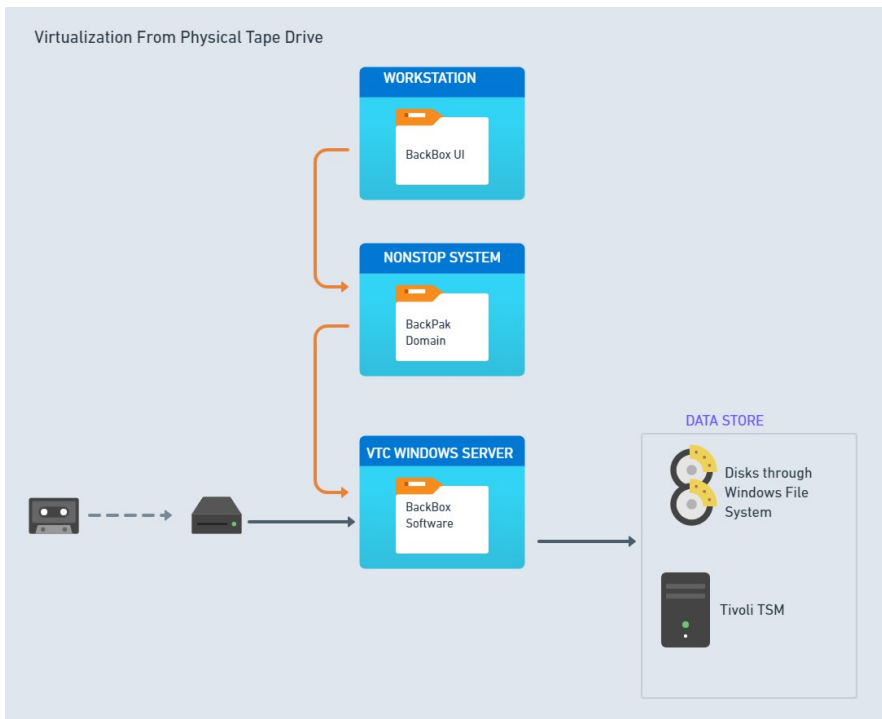 Virtualization From Physical Tape Drive
WORKSTATION
BackBox UI
NONSTOP SYSTEM
BackPak
Domain
VTC WINDOWS SERVER
BackBox
Software
DATA STORE
Disks through
Windows File
System
Tivoli TSM